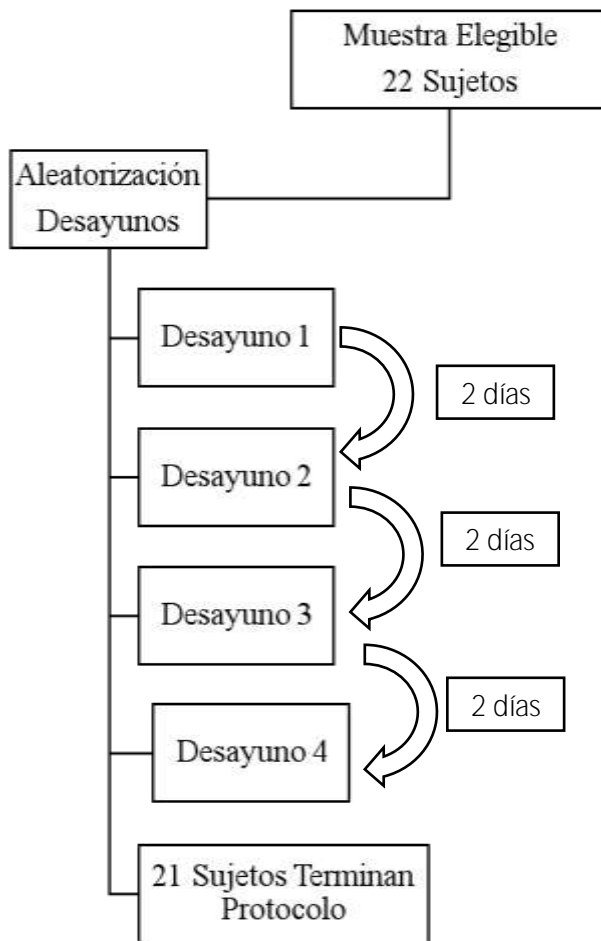 Muestra Elegible
22 Sujetos
Aleatorización
Desayunos
Desayuno 1
2 días
Desayuno 2
2 días
Desayuno 3
2 días
Desayuno 4
21 Sujetos Terminan
Protocolo